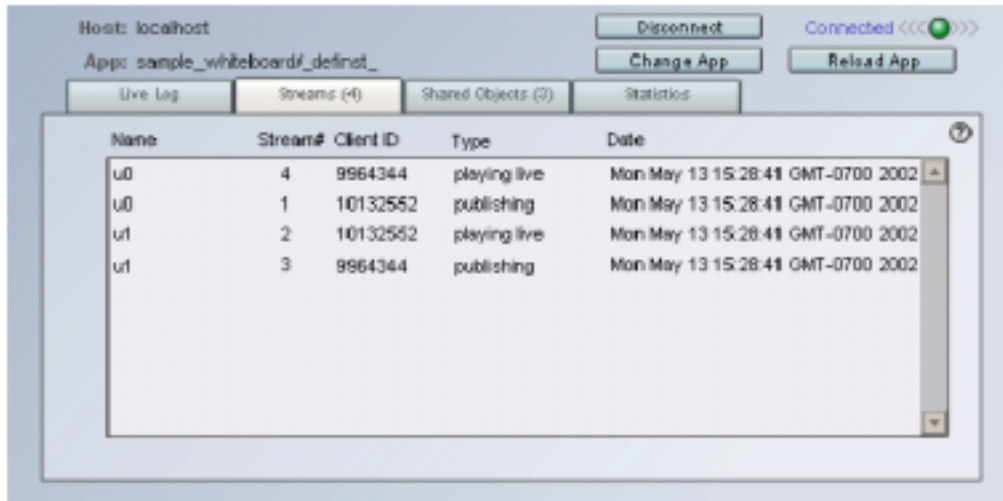 Host: localhost
Disconnect
Connected
App: sample_whiteboard/_definst_
Change App
Reload App
Live Log
Streams (4)
Shared Objects (3)
Statistics
?
Name Stream# Client ID Type Date
u0 4 9964344 playing live Mon May 13 15:28:41 GMT-0700 2002
u0 1 10132552 publishing Mon May 13 15:28:41 GMT-0700 2002
u1 2 10132552 playing live Mon May 13 15:28:41 GMT-0700 2002
u1 3 9964344 publishing Mon May 13 15:28:41 GMT-0700 2002